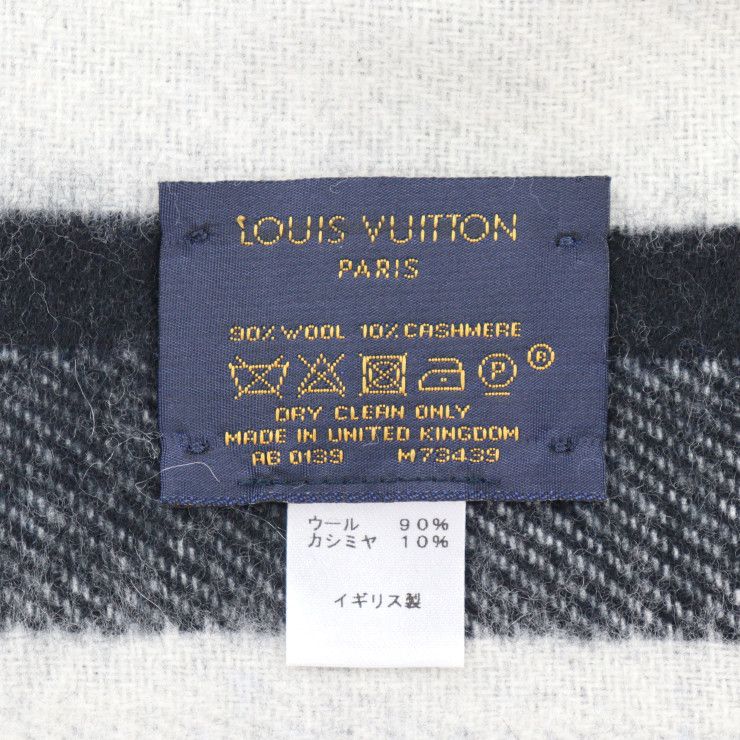 LOUIS VUITTON
PARIS
90% WOOL 10% CASHMERE
P ®
DRY CLEAN ONLY
MADE IN UNITED KINGDOM
AB 0139 M73439
ウール 90%
カシミヤ 10%
イギリス製